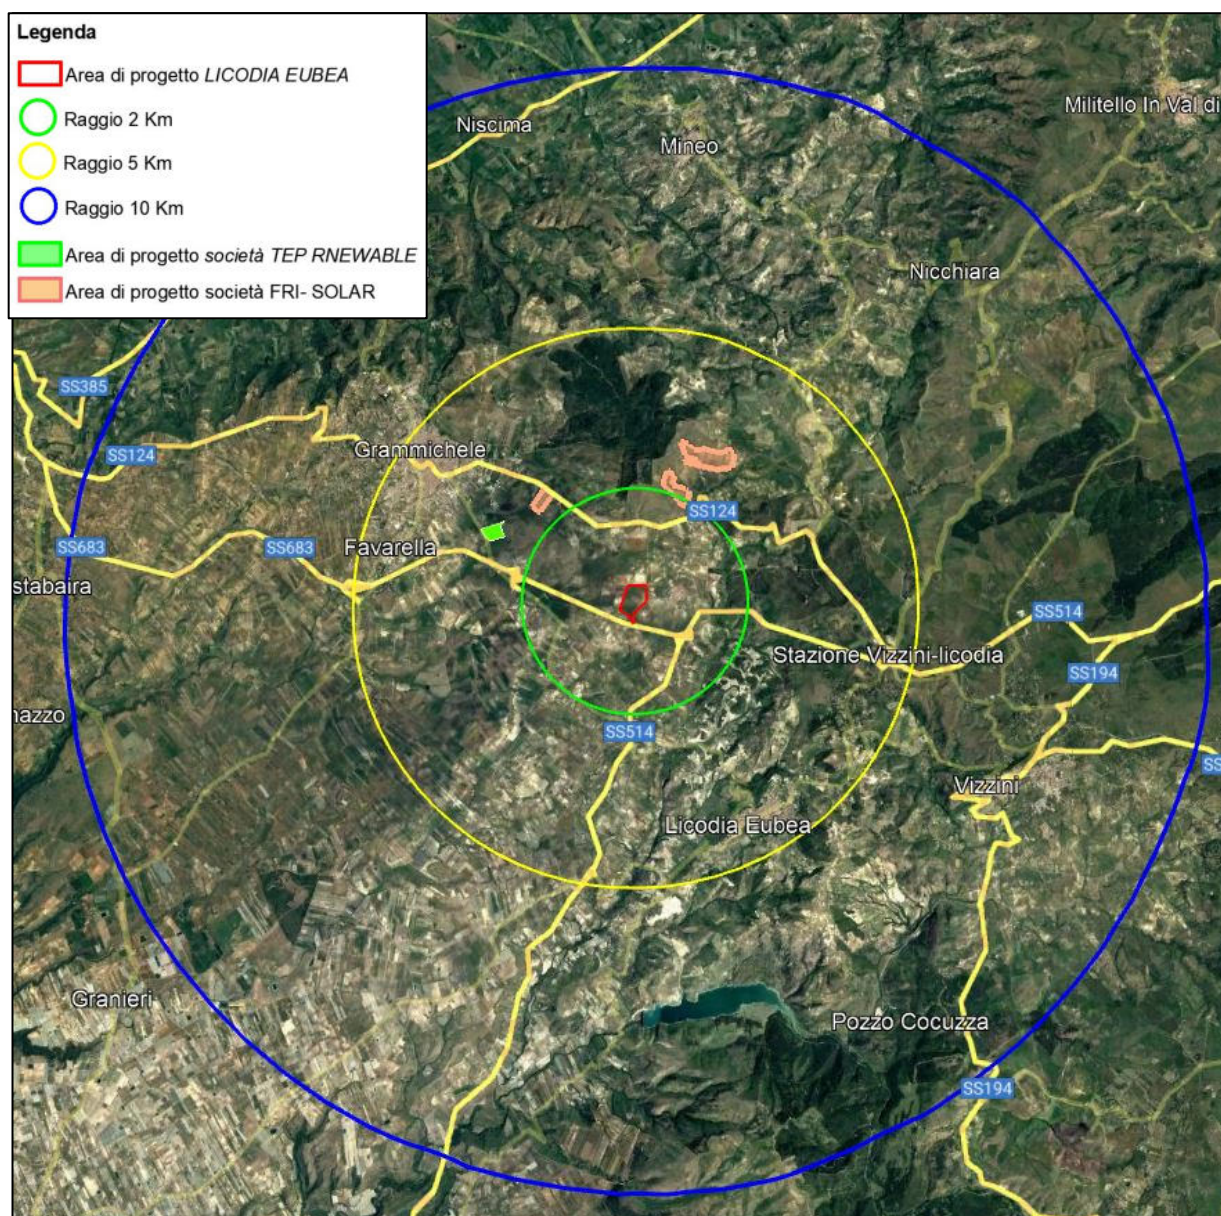 Legenda
Area di progetto LICODIA EUBEA
Raggio 2 Km
Raggio 5 Km
Raggio 10 Km
Area di progetto società TEP RNEWABLE
Area di progetto società FRI- SOLAR
Militello In Val di
Niscima
Mineo
Nicchiara
SS385
Grammichele
SS124
SS124
SS683
SS683
Favarella
stabaira
SS514
Stazione Vizzini-licodia
SS194
nazzo
SS514
SS
Vizzini
Licodia Eubea
Granieri
Pozzo Cocuzza
SS194